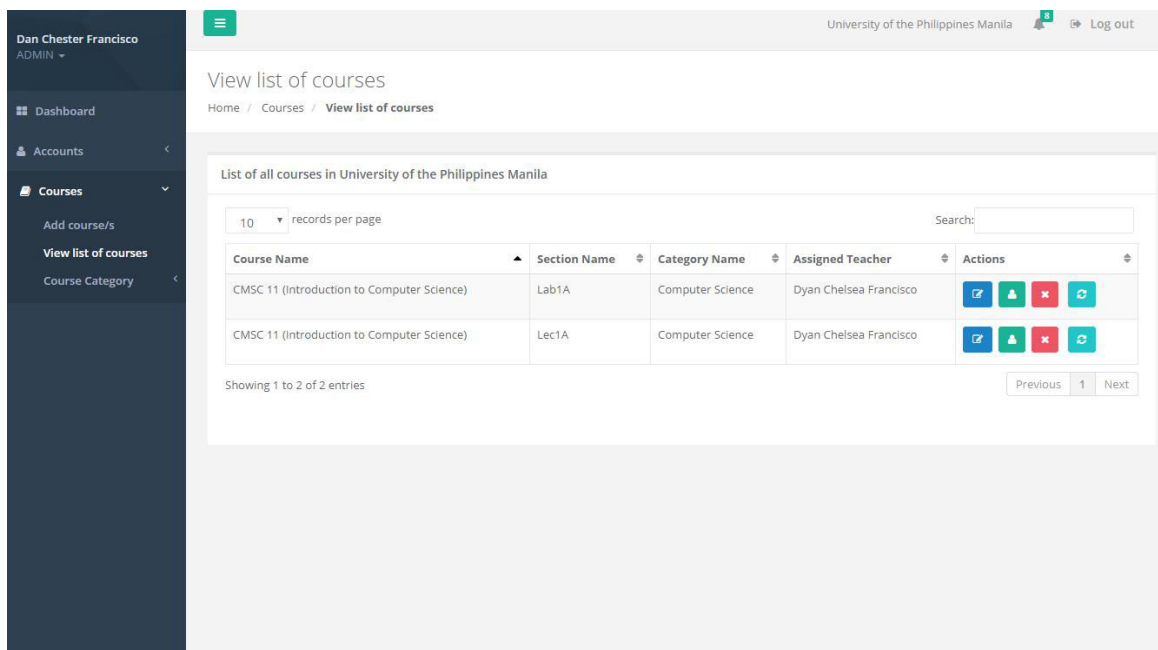 Dan Chester Francisco
ADMIN
Dashboard
Accounts
Courses
Add course/s
View list of courses
Course Category
University of the Philippines Manila 8 Log out
View list of courses
Home / Courses / View list of courses
List of all courses in University of the Philippines Manila
10 records per page Search:
Course Name Section Name Category Name Assigned Teacher Actions
CMSC 11 (Introduction to Computer Science) Lab1A Computer Science Dyan Chelsea Francisco
CMSC 11 (Introduction to Computer Science) Lec1A Computer Science Dyan Chelsea Francisco
Showing 1 to 2 of 2 entries Previous 1 Next